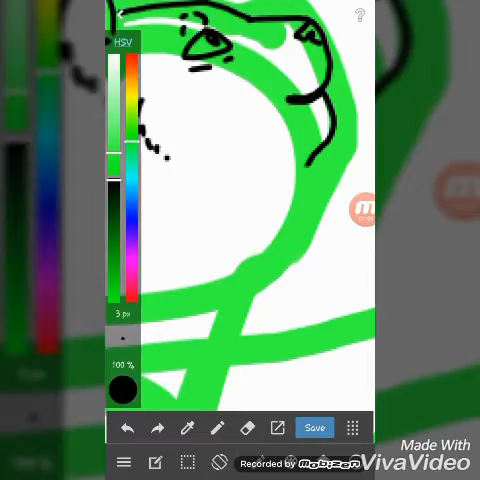 ?
HSV
3 px
100 %
Save
Recorded by mobizen
Made With
VivaVideo